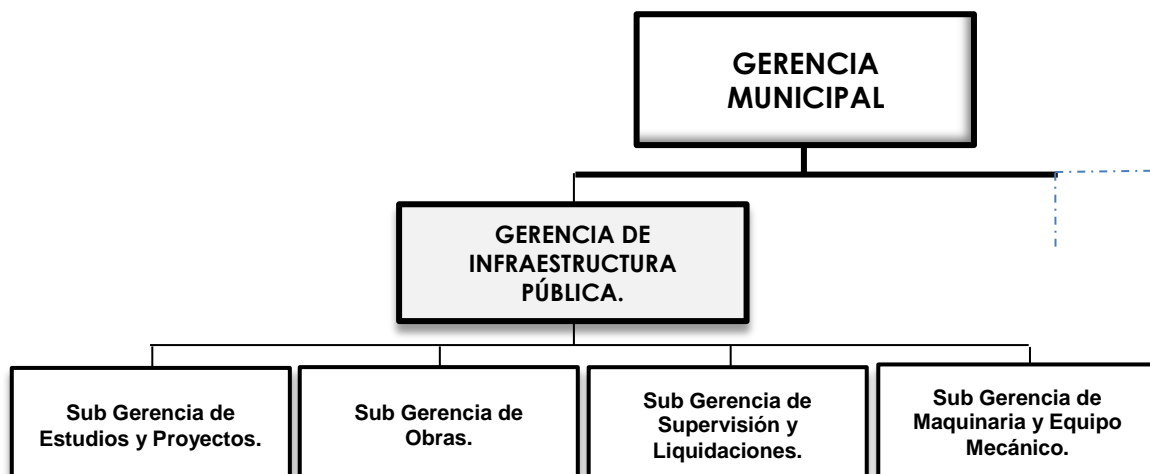 GERENCIA
MUNICIPAL
GERENCIA DE
INFRAESTRUCTURA
PÚBLICA.
Sub Gerencia de
Estudios y Proyectos.
Sub Gerencia de
Obras.
Sub Gerencia de
Supervisión y
Liquidaciones.
Sub Gerencia de
Maquinaria y Equipo
Mecánico.